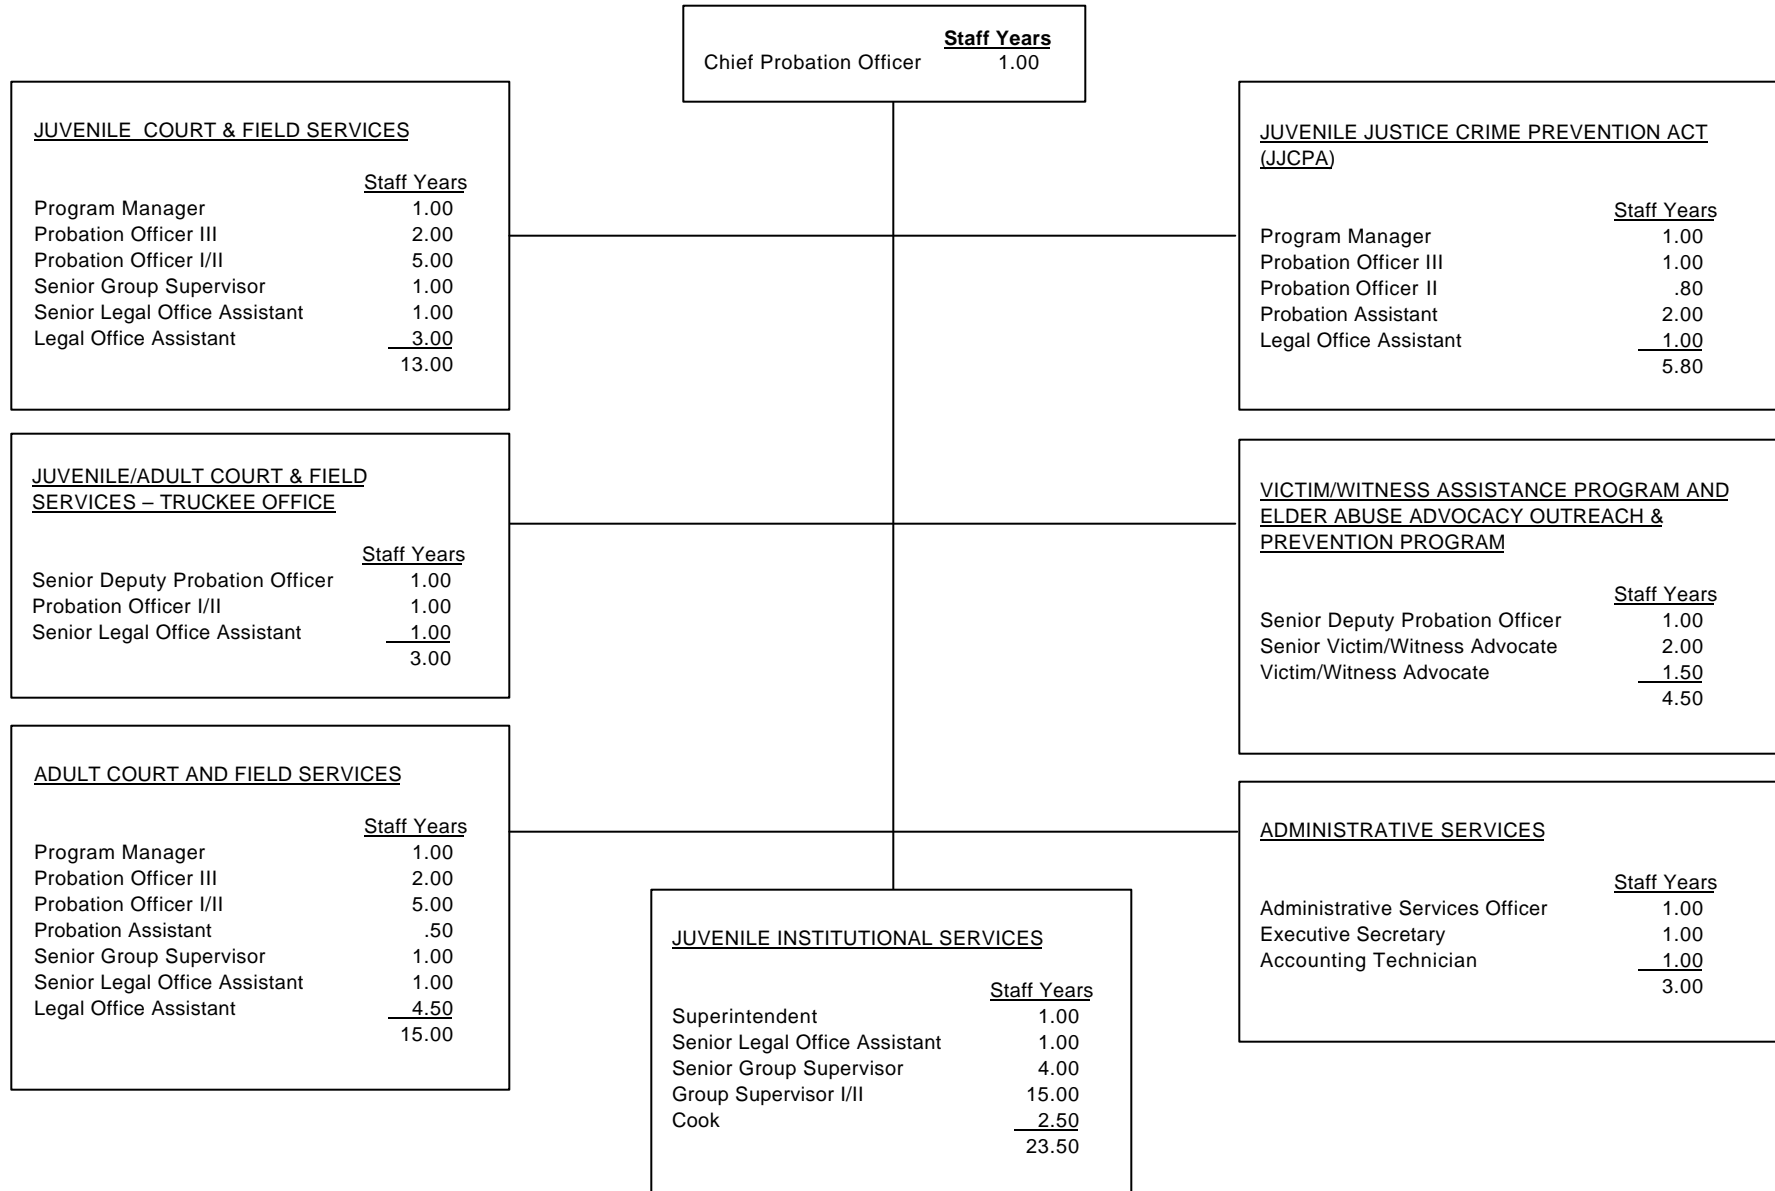 Staff Years
Chief Probation Officer 1.00
JUVENILE COURT & FIELD SERVICES
Staff Years
Program Manager 1.00
Probation Officer III 2.00
Probation Officer I/II 5.00
Senior Group Supervisor 1.00
Senior Legal Office Assistant 1.00
Legal Office Assistant 3.00
13.00
JUVENILE JUSTICE CRIME PREVENTION ACT
(JJCPA)
Staff Years
Program Manager 1.00
Probation Officer III 1.00
Probation Officer II .80
Probation Assistant 2.00
Legal Office Assistant 1.00
5.80
JUVENILE/ADULT COURT & FIELD
SERVICES – TRUCKEE OFFICE
Staff Years
Senior Deputy Probation Officer 1.00
Probation Officer I/II 1.00
Senior Legal Office Assistant 1.00
3.00
VICTIM/WITNESS ASSISTANCE PROGRAM AND
ELDER ABUSE ADVOCACY OUTREACH &
PREVENTION PROGRAM
Staff Years
Senior Deputy Probation Officer 1.00
Senior Victim/Witness Advocate 2.00
Victim/Witness Advocate 1.50
4.50
ADULT COURT AND FIELD SERVICES
Staff Years
Program Manager 1.00
Probation Officer III 2.00
Probation Officer I/II 5.00
Probation Assistant .50
Senior Group Supervisor 1.00
Senior Legal Office Assistant 1.00
Legal Office Assistant 4.50
15.00
ADMINISTRATIVE SERVICES
Staff Years
Administrative Services Officer 1.00
Executive Secretary 1.00
Accounting Technician 1.00
3.00
JUVENILE INSTITUTIONAL SERVICES
Staff Years
Superintendent 1.00
Senior Legal Office Assistant 1.00
Senior Group Supervisor 4.00
Group Supervisor I/II 15.00
Cook 2.50
23.50